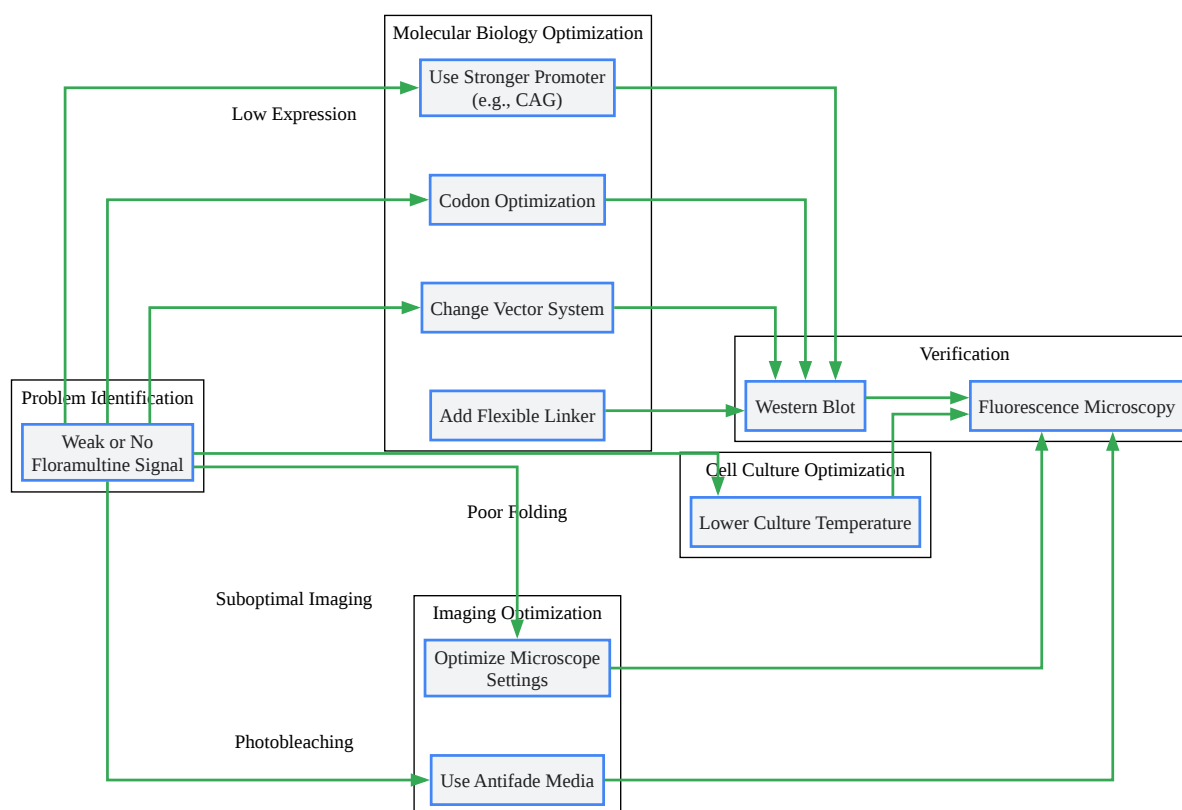 Molecular Biology Optimization
Use Stronger Promoter
(e.g., CAG)
Low Expression
Codon Optimization
Change Vector System
Verification
Problem Identification
Western Blot
Fluorescence Microscopy
Add Flexible Linker
Weak or No
Floramultine Signal
Cell Culture Optimization
Poor Folding
Lower Culture Temperature
Suboptimal Imaging
Imaging Optimization
Optimize Microscope
Settings
Photobleaching
Use Antifade Media